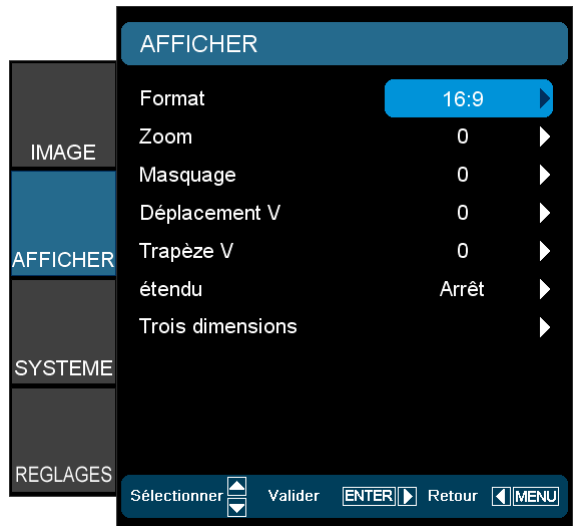 AFFICHER
Format 16:9
Zoom 0
Masquage 0
Déplacement V 0
Trapèze V 0
étendu Arrêt
Trois dimensions
IMAGE
AFFICHER
SYSTEME
REGLAGES
Sélectionner Valider ENTER Retour MENU